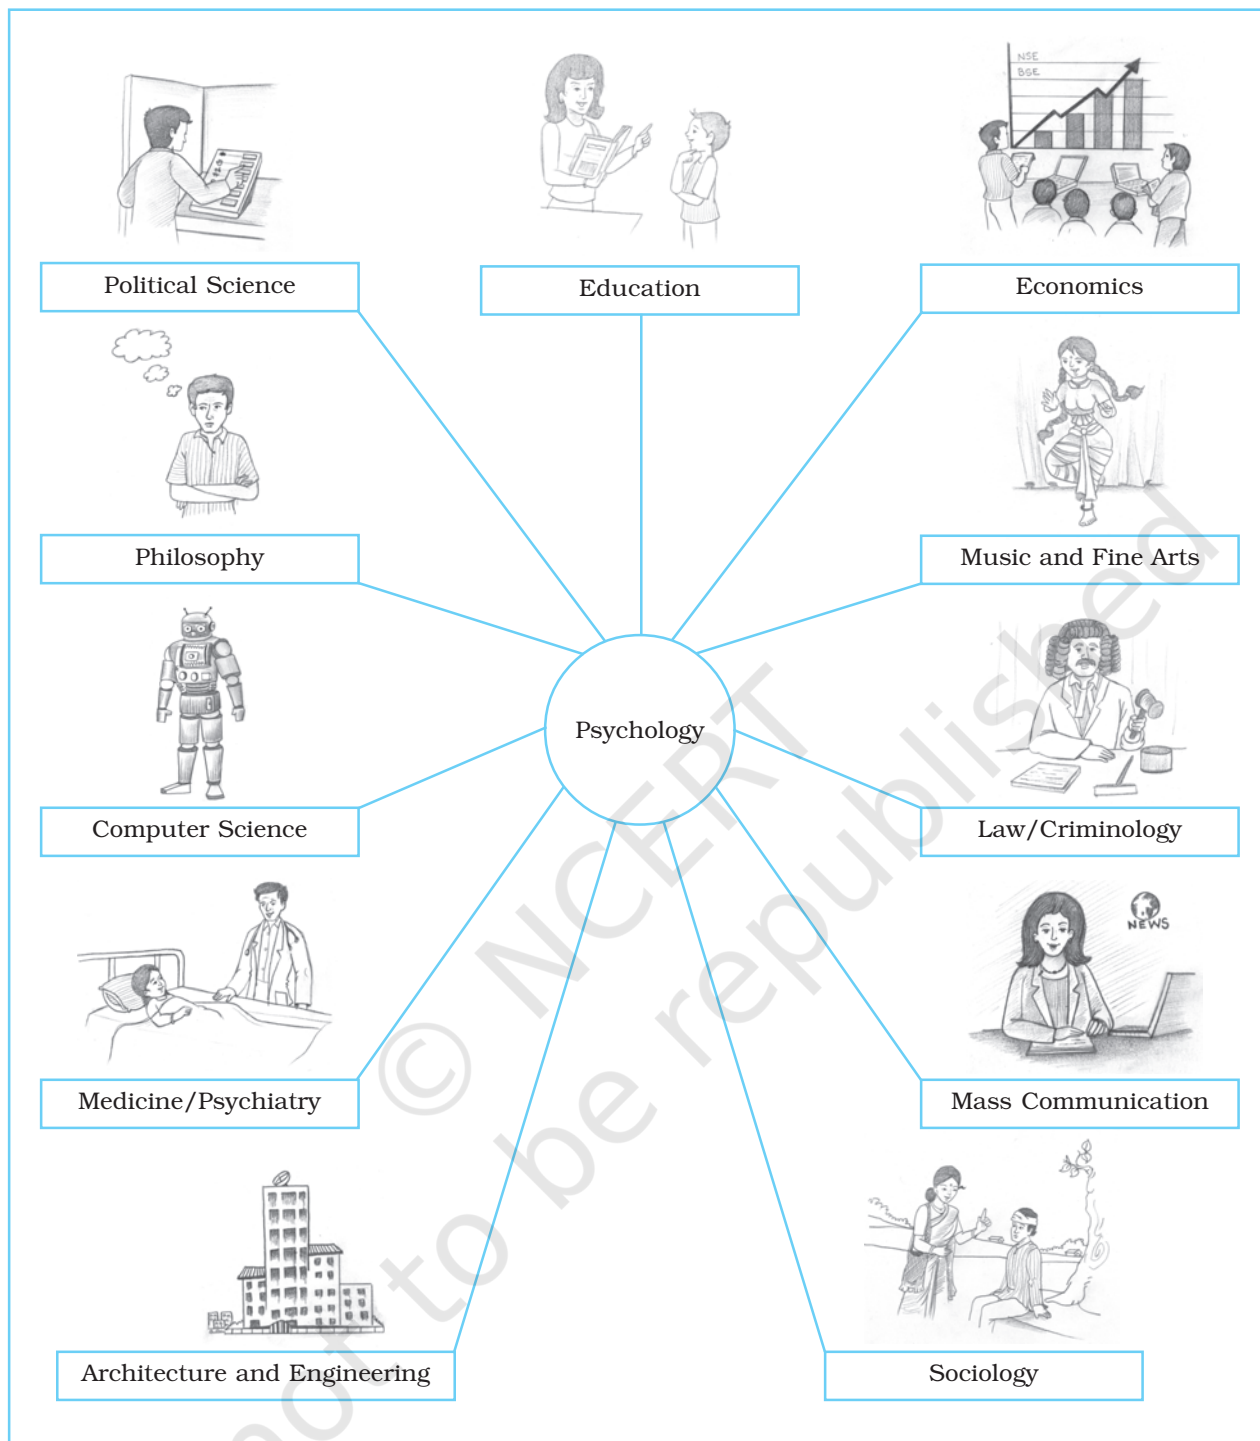 NSE
BSE
Political Science
Education
Economics
Philosophy
Music and Fine Arts
Psychology
Computer Science
Law/Criminology
NEWS
Medicine/Psychiatry
Mass Communication
Architecture and Engineering
Sociology
© NCERT
not to be republished